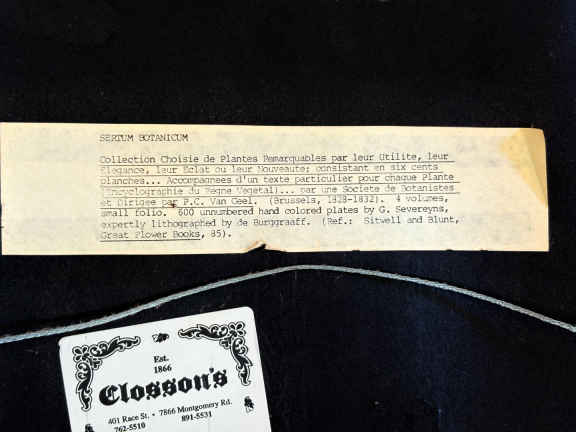 SERTUM BOTANICUM
Collection Choisie de Plantes Remarquables par leur Utilite, leur
Elegance, leur Eclat ou leur Nouveaute; consistant en six cents
planches... Accompagnees d'un texte particulier pour chaque Plante
(Encyclographie du Regne Vegetal)... par une Societe de Botanistes
et Dirigee par P.C. Van Geel. (Brussels, 1828-1832). 4 volumes,
small folio. 600 unnumbered hand colored plates by G. Severeyns,
expertly lithographed by de Burggraaff. (Ref.: Sitwell and Blunt,
Great Flower Books, 85).
Est.
1866
Closson's
401 Race St. • 7866 Montgomery Rd.
762-5510 891-5531